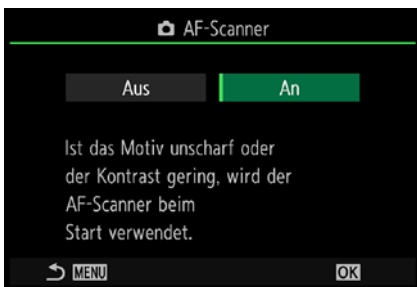 AF-Scanner
Aus An
Ist das Motiv unscharf oder
der Kontrast gering, wird der
AF-Scanner beim
Start verwendet.
MENU OK